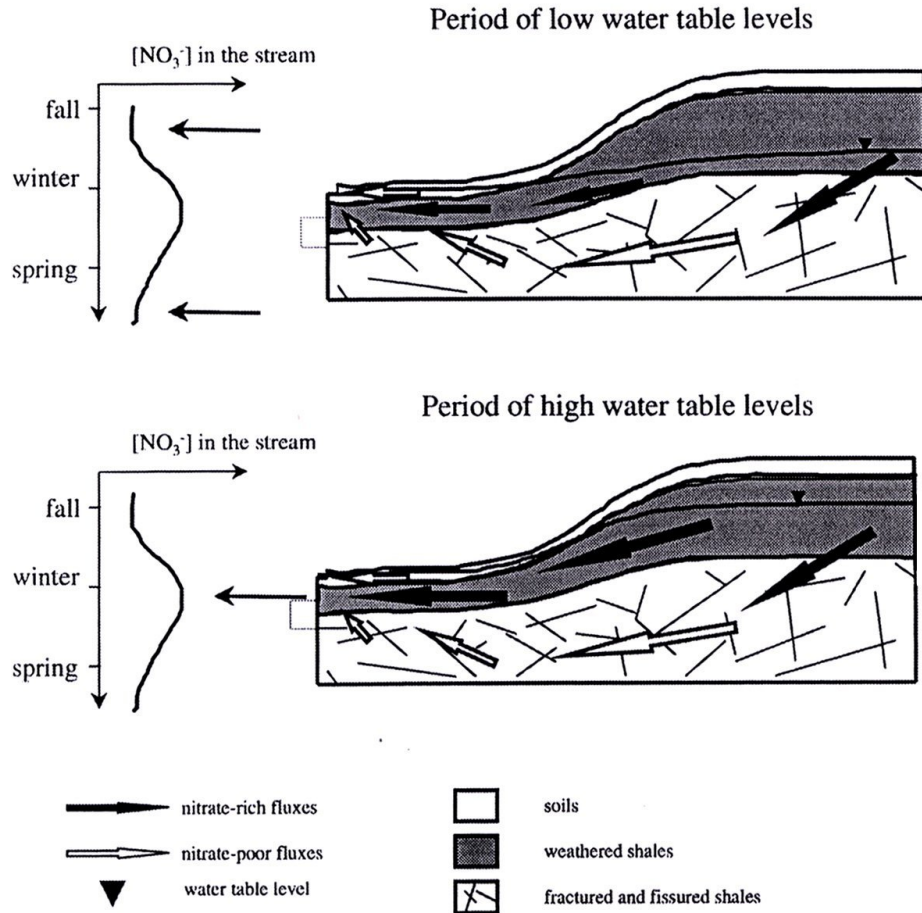 Period of low water table levels
[NO₃⁻] in the stream
fall
winter
spring
Period of high water table levels
[NO₃⁻] in the stream
fall
winter
spring
nitrate-rich fluxes
nitrate-poor fluxes
water table level
soils
weathered shales
fractured and fissured shales